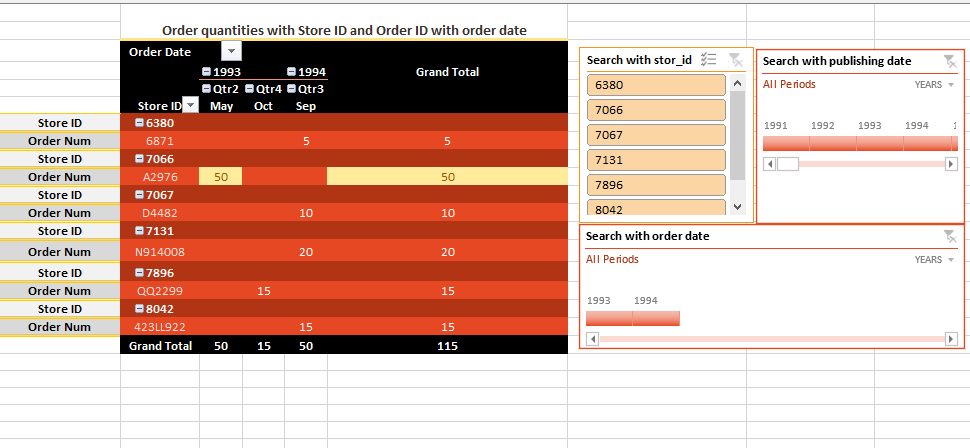 Order quantities with Store ID and Order ID with order date
Order Date
1993 1994 Grand Total
Qtr2 Qtr4 Qtr3
Store ID May Oct Sep
Store ID 6380
Order Num 6871 5 5
Store ID 7066
Order Num A2976 50 50
Store ID 7067
Order Num D4482 10 10
Store ID 7131
Order Num N914008 20 20
Store ID 7896
Order Num QQ2299 15 15
Store ID 8042
Order Num 423LL922 15 15
Grand Total 50 15 50 115
Search with stor_id
6380
7066
7067
7131
7896
8042
Search with publishing date
All Periods
1991 1992 1993 1994 1
Search with order date
All Periods YEARS
1993 1994